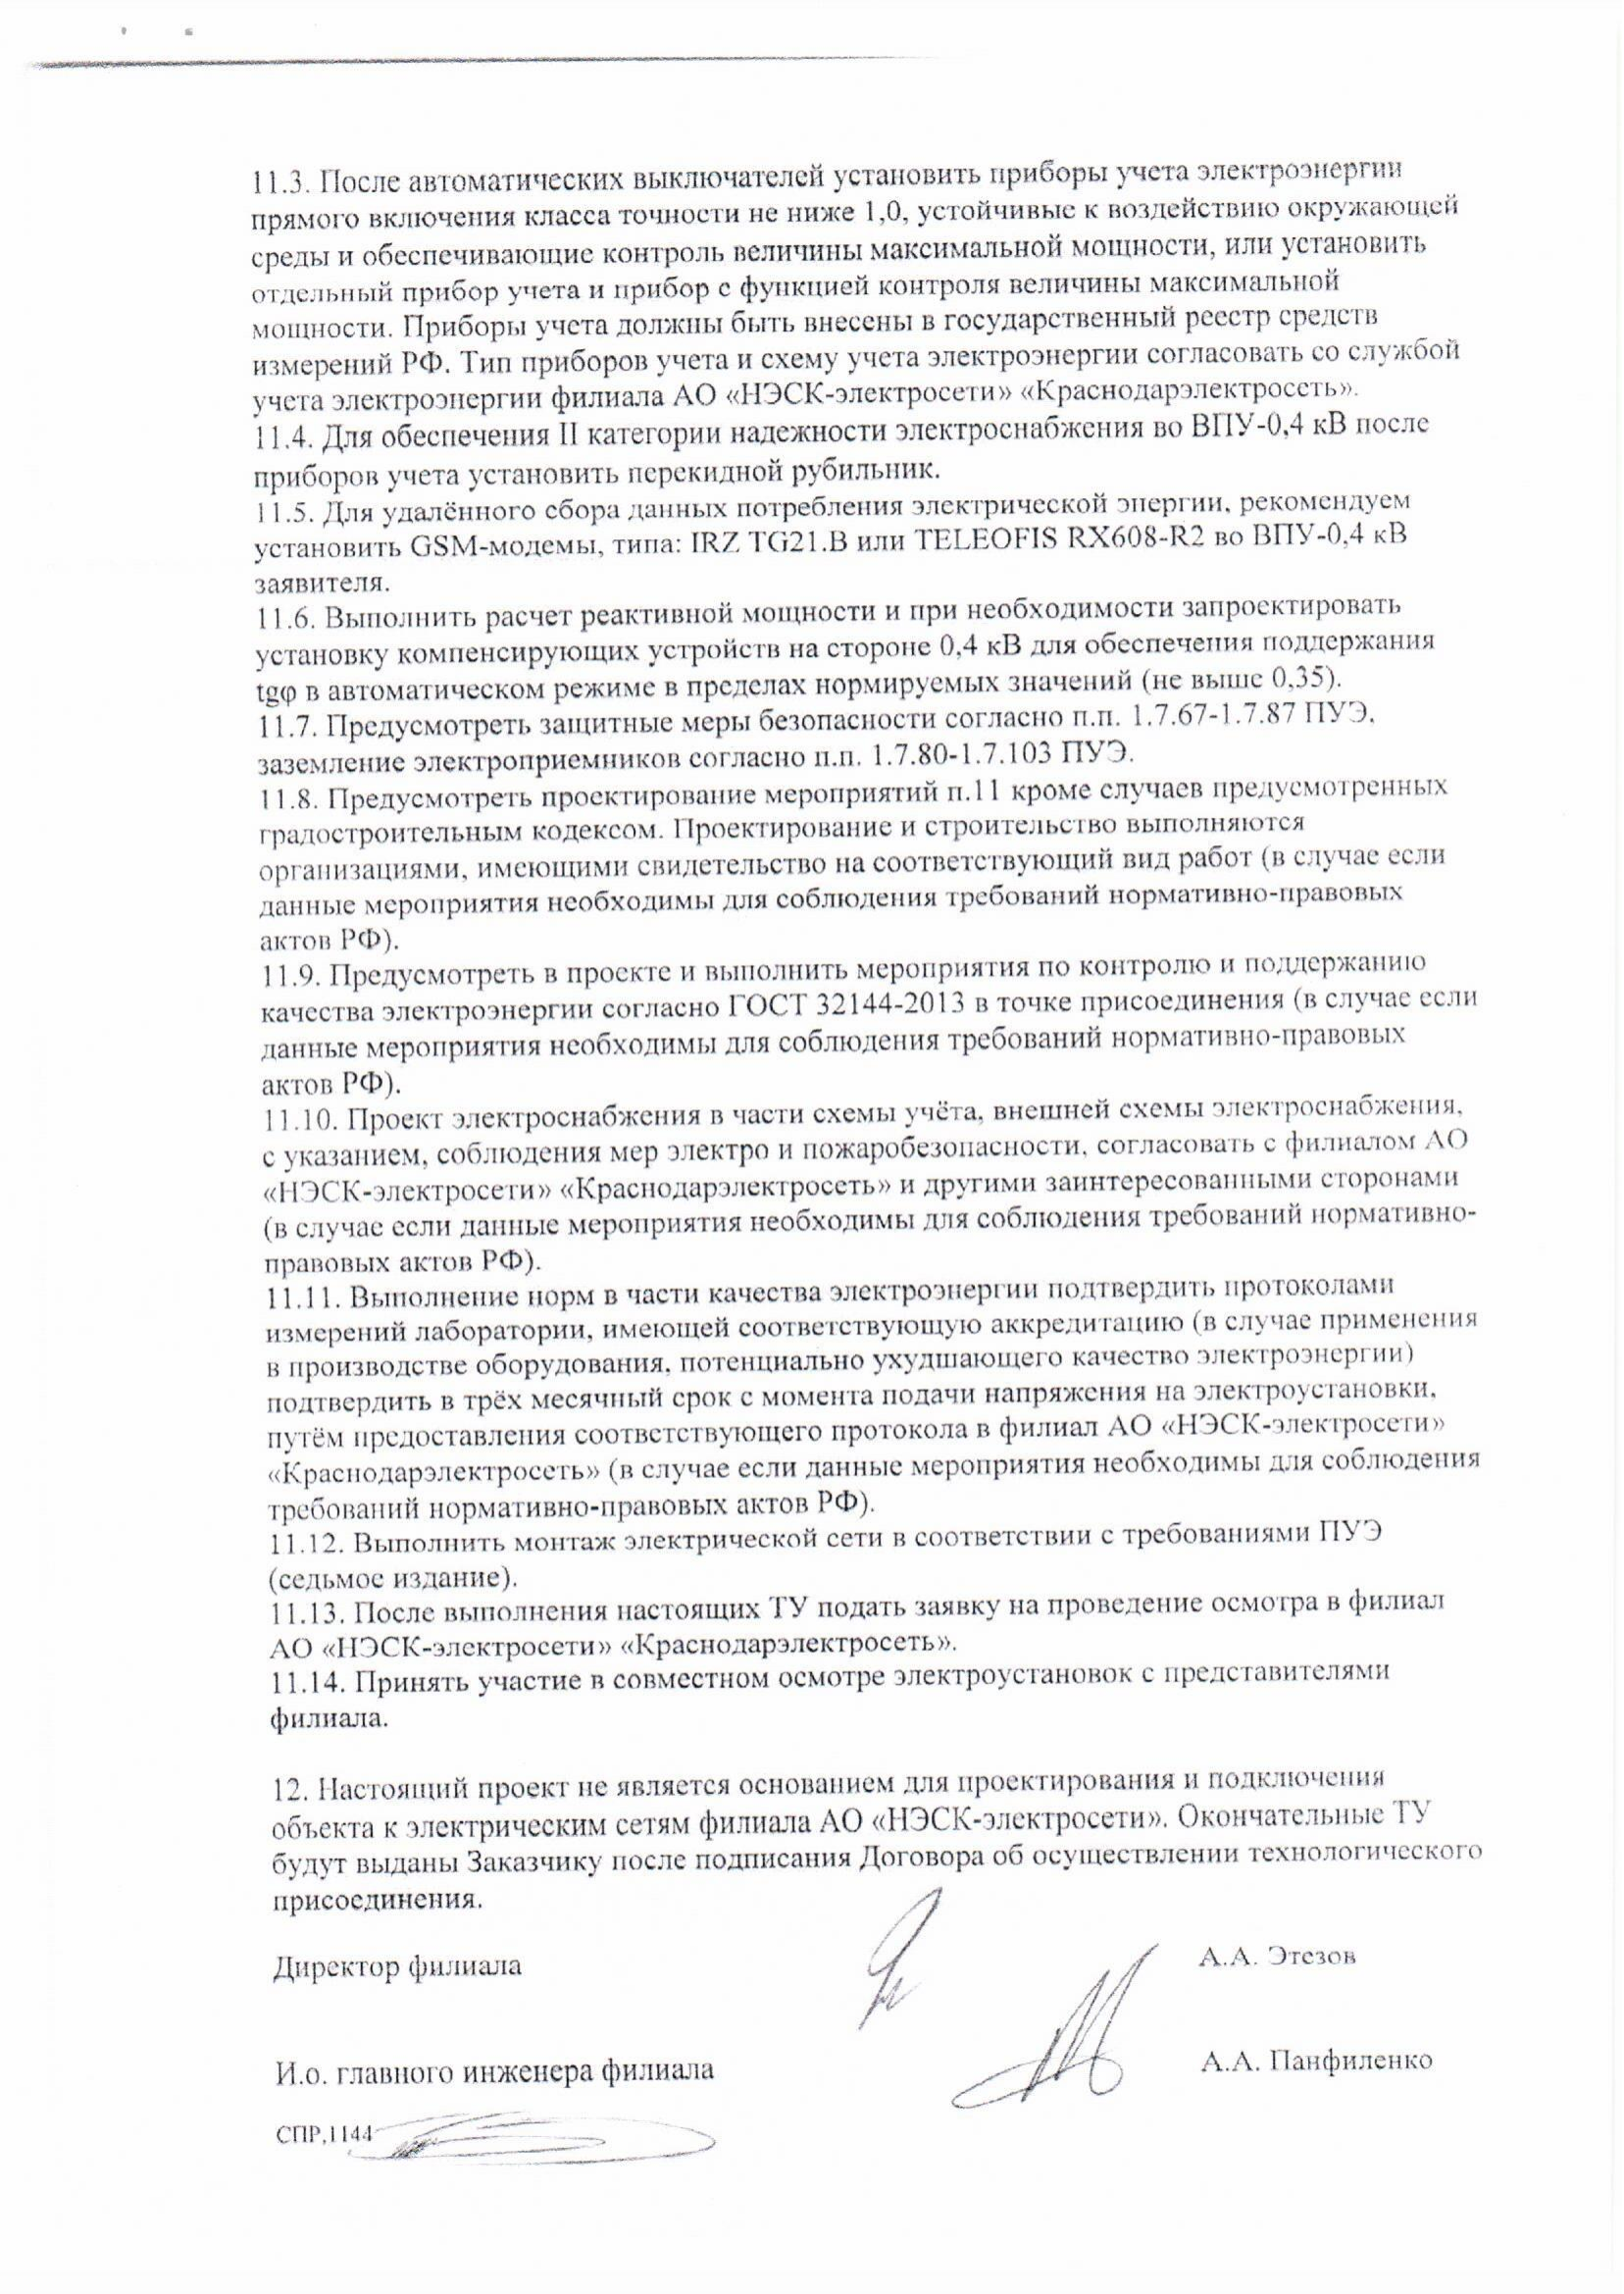 11.3. После автоматических выключателей установить приборы учета электроэнергии
прямого включения класса точности не ниже 1,0, устойчивые к воздействию окружающей
среды и обеспечивающие контроль величины максимальной мощности, или установить
отдельный прибор учета и прибор с функцией контроля величины максимальной
мощности. Приборы учета должны быть внесены в государственный реестр средств
измерений РФ. Тип приборов учета и схему учета электроэнергии согласовать со службой
учета электроэнергии филиала АО «НЭСК-электросети» «Краснодарэлектросеть».
11.4. Для обеспечения II категории надежности электроснабжения во ВПУ-0,4 кВ после
приборов учета установить перекидной рубильник.
11.5. Для удалённого сбора данных потребления электрической энергии, рекомендуем
установить GSM-модемы, типа: IRZ TG21.B или TELEOFIS RX608-R2 во ВПУ-0,4 кВ
заявителя.
11.6. Выполнить расчет реактивной мощности и при необходимости запроектировать
установку компенсирующих устройств на стороне 0,4 кВ для обеспечения поддержания
tgφ в автоматическом режиме в пределах нормируемых значений (не выше 0,35).
11.7. Предусмотреть защитные меры безопасности согласно п.п. 1.7.67-1.7.87 ПУЭ,
заземление электроприемников согласно п.п. 1.7.80-1.7.103 ПУЭ.
11.8. Предусмотреть проектирование мероприятий п.11 кроме случаев предусмотренных
градостроительным кодексом. Проектирование и строительство выполняются
организациями, имеющими свидетельство на соответствующий вид работ (в случае если
данные мероприятия необходимы для соблюдения требований нормативно-правовых
актов РФ).
11.9. Предусмотреть в проекте и выполнить мероприятия по контролю и поддержанию
качества электроэнергии согласно ГОСТ 32144-2013 в точке присоединения (в случае если
данные мероприятия необходимы для соблюдения требований нормативно-правовых
актов РФ).
11.10. Проект электроснабжения в части схемы учёта, внешней схемы электроснабжения,
с указанием, соблюдения мер электро и пожаробезопасности, согласовать с филиалом АО
«НЭСК-электросети» «Краснодарэлектросеть» и другими заинтересованными сторонами
(в случае если данные мероприятия необходимы для соблюдения требований нормативно-
правовых актов РФ).
11.11. Выполнение норм в части качества электроэнергии подтвердить протоколами
измерений лаборатории, имеющей соответствующую аккредитацию (в случае применения
в производстве оборудования, потенциально ухудшающего качество электроэнергии)
подтвердить в трёх месячный срок с момента подачи напряжения на электроустановки,
путём предоставления соответствующего протокола в филиал АО «НЭСК-электросети»
«Краснодарэлектросеть» (в случае если данные мероприятия необходимы для соблюдения
требований нормативно-правовых актов РФ).
11.12. Выполнить монтаж электрической сети в соответствии с требованиями ПУЭ
(седьмое издание).
11.13. После выполнения настоящих ТУ подать заявку на проведение осмотра в филиал
АО «НЭСК-электросети» «Краснодарэлектросеть».
11.14. Принять участие в совместном осмотре электроустановок с представителями
филиала.
12. Настоящий проект не является основанием для проектирования и подключения
объекта к электрическим сетям филиала АО «НЭСК-электросети». Окончательные ТУ
будут выданы Заказчику после подписания Договора об осуществлении технологического
присоединения.
Директор филиала А.А. Этезов
И.о. главного инженера филиала А.А. Панфиленко
СПР,1144